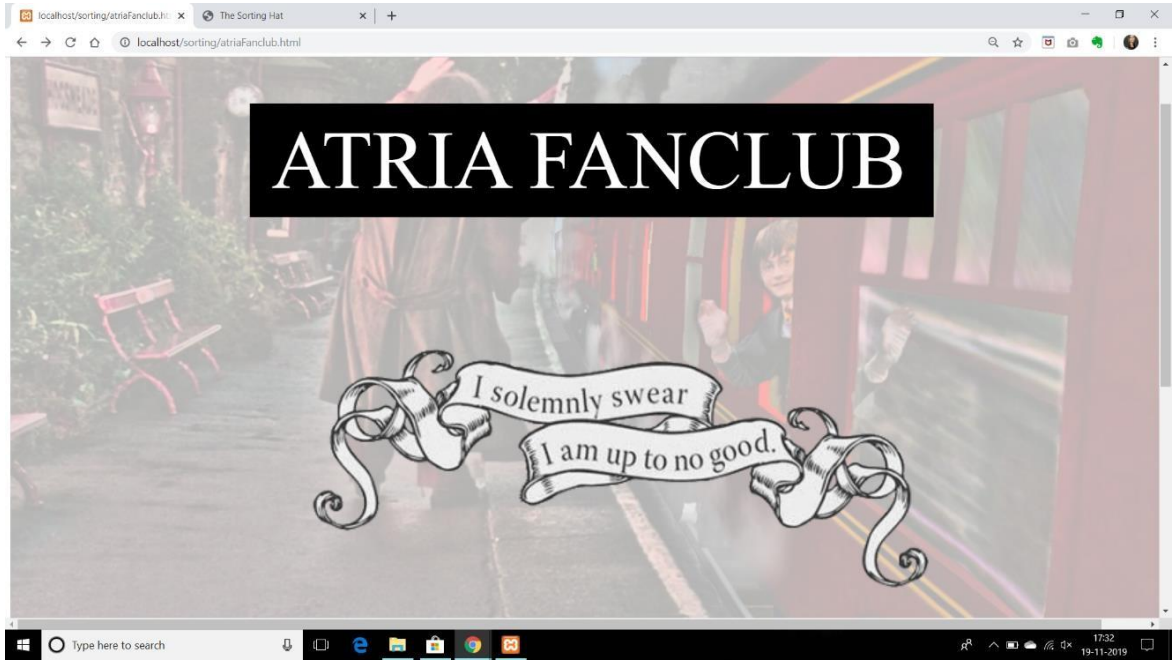 localhost/sorting/atriaFanclub.ht
The Sorting Hat
localhost/sorting/atriaFanclub.html
HOGSMEADE
ATRIA FANCLUB
I solemnly swear
I am up to no good.
Type here to search
17:32
19-11-2019